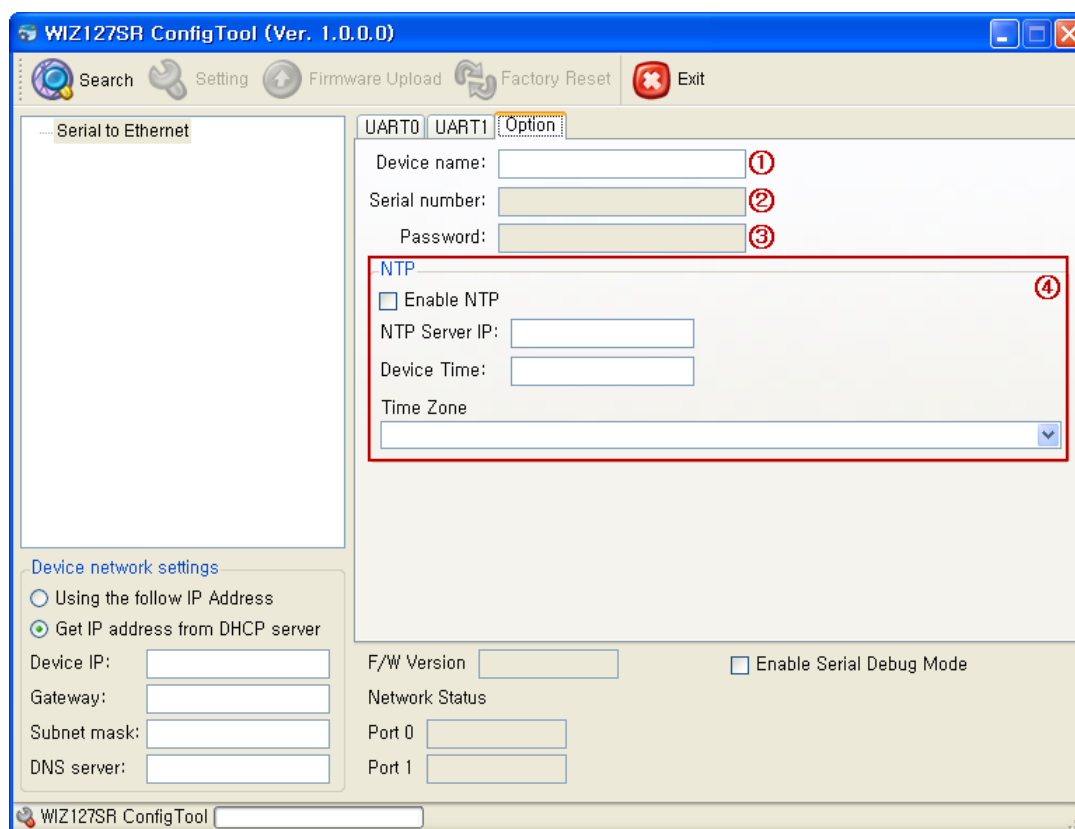 WIZ127SR ConfigTool (Ver. 1.0.0.0)
Search Setting Firmware Upload Factory Reset Exit
Serial to Ethernet
UART0 UART1 Option
Device name: ①
Serial number: ②
Password: ③
NTP
④
Enable NTP
NTP Server IP:
Device Time:
Time Zone
Device network settings
Using the follow IP Address
Get IP address from DHCP server
Device IP:
Gateway:
Subnet mask:
DNS server:
F/W Version
Enable Serial Debug Mode
Network Status
Port 0
Port 1
WIZ127SR ConfigTool